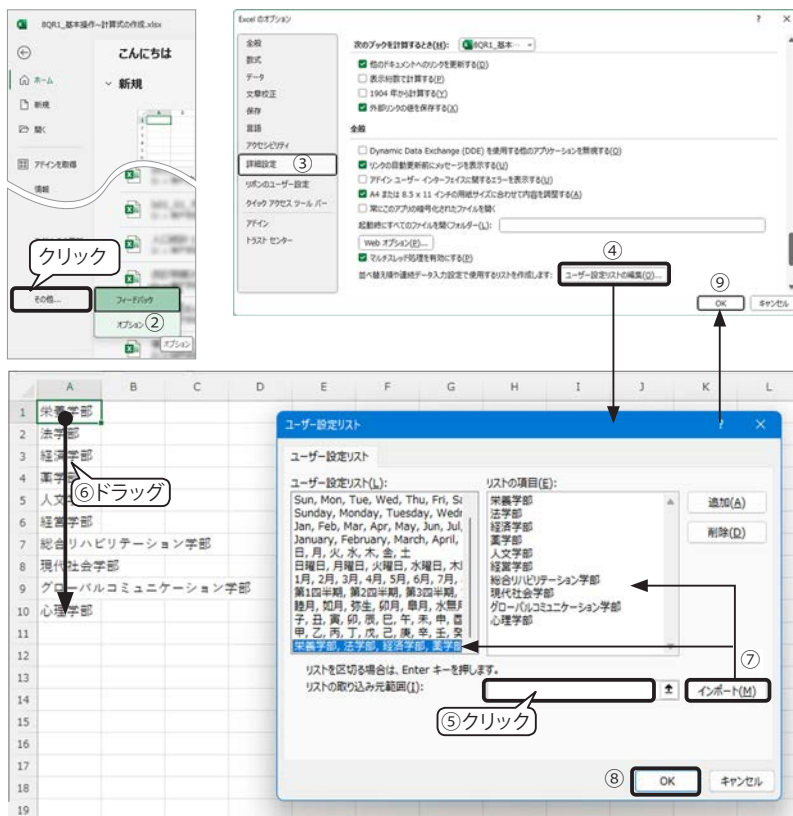 8QR1_基本操作~計算式の作成.xlsx
こんにちは
ホーム
新規
新規
開く
アドインを取得
情報
クリック
その他...
フィードバック
オプション
②
オプション
Excel のオプション
?
×
全般
数式
データ
文章校正
保存
言語
アクセシビリティ
詳細設定
③
リボンのユーザー設定
クイック アクセス ツール バー
アドイン
トラスト センター
次のブックを計算するとき(H):
8QR1_基本…
他のドキュメントへのリンクを更新する(D)
表示桁数で計算する(P)
1904 年から計算する(Y)
外部リンクの値を保存する(X)
全般
Dynamic Data Exchange (DDE) を使用する他のアプリケーションを無視する(O)
リンクの自動更新前にメッセージを表示する(U)
アドイン ユーザー インターフェイスに関するエラーを表示する(U)
A4 または 8.5 x 11 インチの用紙サイズに合わせて内容を調整する(A)
常にこのアプリの暗号化されたファイルを開く
起動時にすべてのファイルを開くフォルダー(L):
Web オプション(P)...
マルチスレッド処理を有効にする(P)
並べ替え順や連続データ入力設定で使用するリストを作成します:
ユーザー設定リストの編集(O)...
④
⑨
OK
キャンセル
A B C D E F G H I J K L
1 栄養学部
2 法学部
3 経済学部
4 薬学部
5 人文学部
6 経営学部
7 総合リハビリテーション学部
8 現代社会学部
9 グローバルコミュニケーション学部
10 心理学部
11
12
13
14
15
16
17
18
19
⑥ドラッグ
ユーザー設定リスト
?
×
ユーザー設定リスト
ユーザー設定リスト(L):
Sun, Mon, Tue, Wed, Thu, Fri, Sa
Sunday, Monday, Tuesday, Wedr
Jan, Feb, Mar, Apr, May, Jun, Jul,
January, February, March, April,
日, 月, 火, 水, 木, 金, 土
日曜日, 月曜日, 火曜日, 水曜日, 木
1月, 2月, 3月, 4月, 5月, 6月, 7月,
第1四半期, 第2四半期, 第3四半期,
睦月, 如月, 弥生, 卯月, 皐月, 水無
子, 丑, 寅, 卯, 辰, 巳, 午, 未, 申, 酉
甲, 乙, 丙, 丁, 戊, 己, 庚, 辛, 壬, 癸
栄養学部, 法学部, 経済学部, 薬学部
リストの項目(E):
栄養学部
法学部
経済学部
薬学部
人文学部
経営学部
総合リハビリテーション学部
現代社会学部
グローバルコミュニケーション学部
心理学部
追加(A)
削除(D)
リストを区切る場合は、Enter キーを押します。
リストの取り込み元範囲(I):
⑦
インポート(M)
⑤クリック
⑧
OK
キャンセル